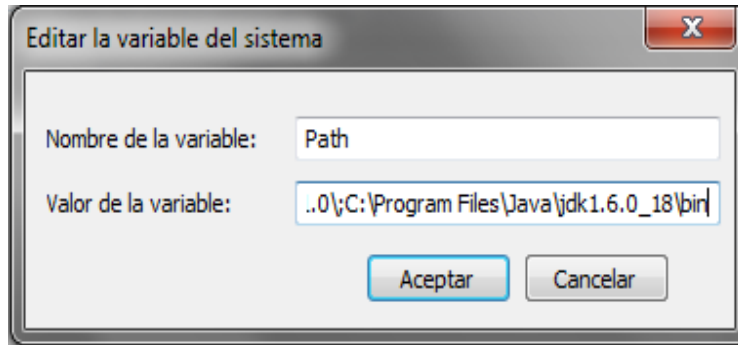 Editar la variable del sistema
Nombre de la variable: Path
Valor de la variable: ..0\;C:\Program Files\Java\jdk1.6.0_18\bin
Aceptar Cancelar